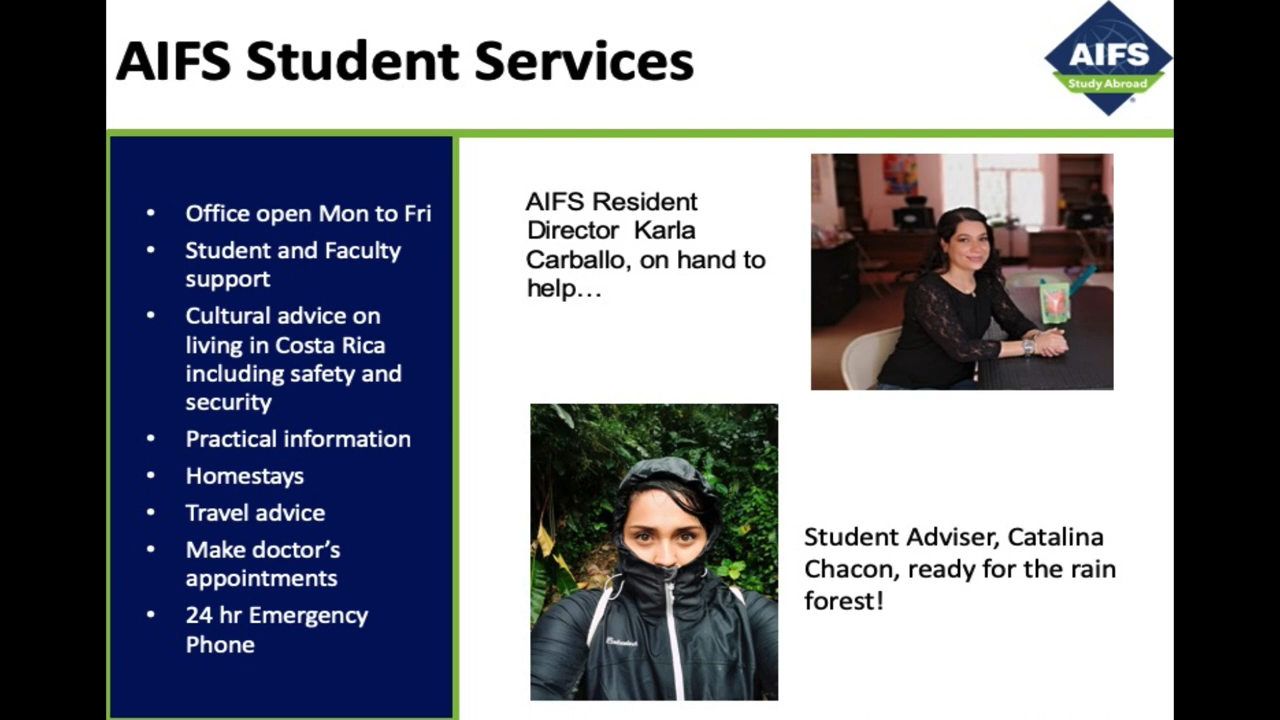 AIFS Student Services
AIFS
Study Abroad
• Office open Mon to Fri
• Student and Faculty
support
• Cultural advice on
living in Costa Rica
including safety and
security
• Practical information
• Homestays
• Travel advice
• Make doctor’s
appointments
• 24 hr Emergency
Phone
AIFS Resident
Director Karla
Carballo, on hand to
help…
Student Adviser, Catalina
Chacon, ready for the rain
forest!